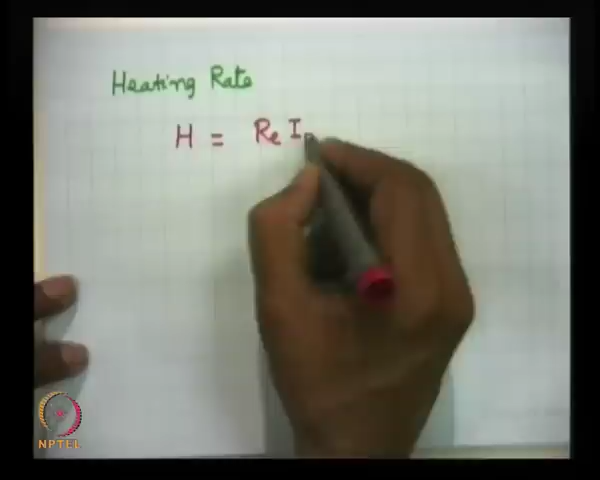 Heating Rate
H = Re I
NPTEL